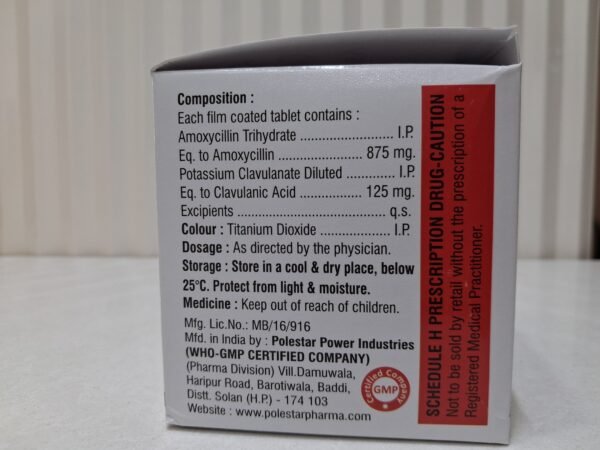 Composition :
Each film coated tablet contains :
Amoxycillin Trihydrate ........................ I.P.
Eq. to Amoxycillin ...................... 875 mg.
Potassium Clavulanate Diluted ............. I.P.
Eq. to Clavulanic Acid ................ 125 mg.
Excipients ...................................... q.s.
Colour : Titanium Dioxide .................... I.P.
Dosage : As directed by the physician.
Storage : Store in a cool & dry place, below
25°C. Protect from light & moisture.
Medicine : Keep out of reach of children.
Mfg. Lic.No.: MB/16/916
Mfd. in India by : Polestar Power Industries
(WHO-GMP CERTIFIED COMPANY)
(Pharma Division) Vill.Damuwala,
Haripur Road, Barotiwala, Baddi,
Distt. Solan (H.P.) - 174 103
Website : www.polestarpharma.com
Certified Company
GMP
SCHEDULE H PRESCRIPTION DRUG-CAUTION
Not to be sold by retail without the prescription of a
Registered Medical Practitioner.